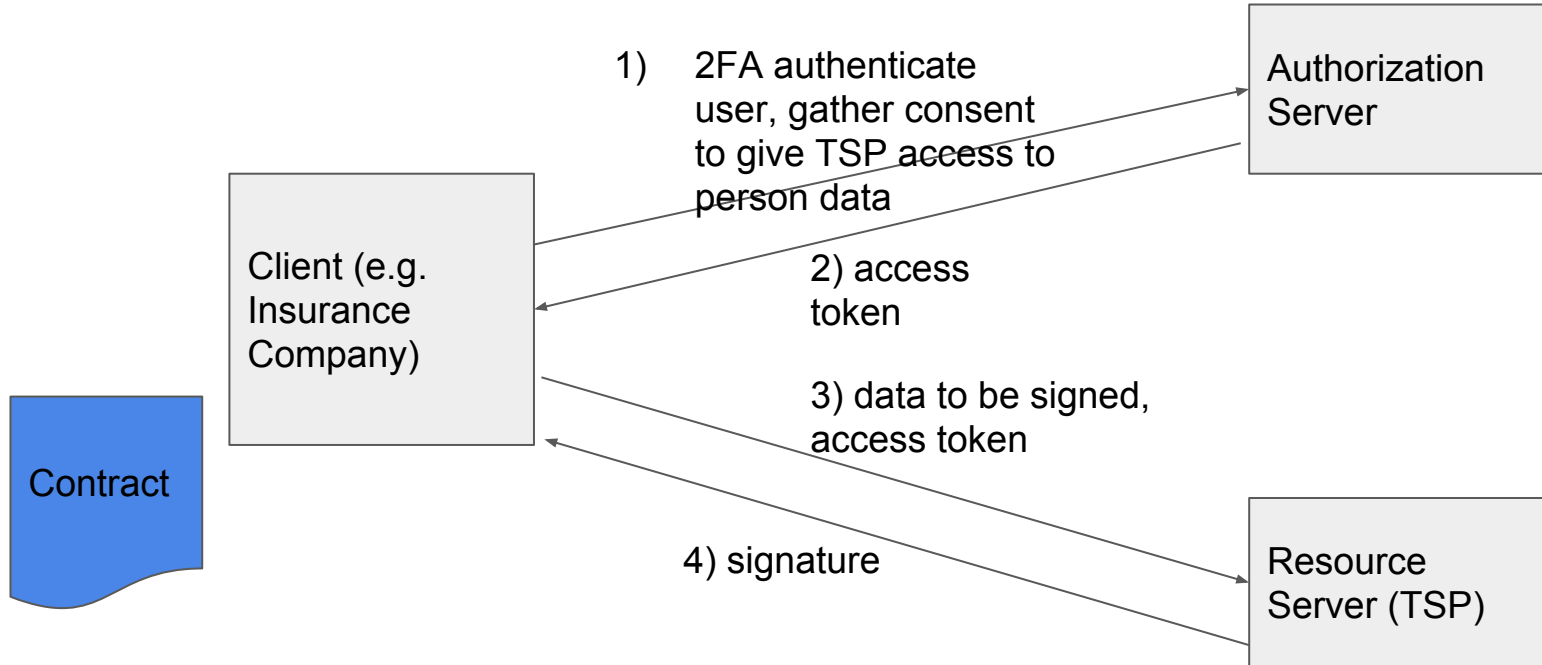 1) 2FA authenticate
user, gather consent
to give TSP access to
person data
Authorization
Server
Client (e.g.
Insurance
Company)
2) access
token
3) data to be signed,
access token
Contract
4) signature
Resource
Server (TSP)